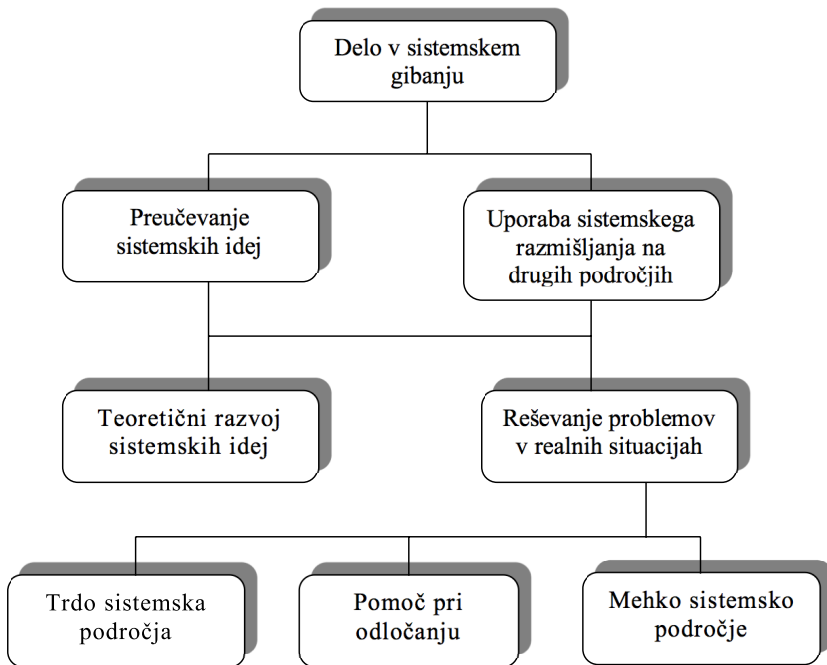 Delo v sistemskem
gibanju
Preučevanje
sistemskih idej
Uporaba sistemskega
razmišljanja na
drugih področjih
Teoretični razvoj
sistemskih idej
Reševanje problemov
v realnih situacijah
Trdo sistemska
področja
Pomoč pri
odločanju
Mehko sistemsko
področje